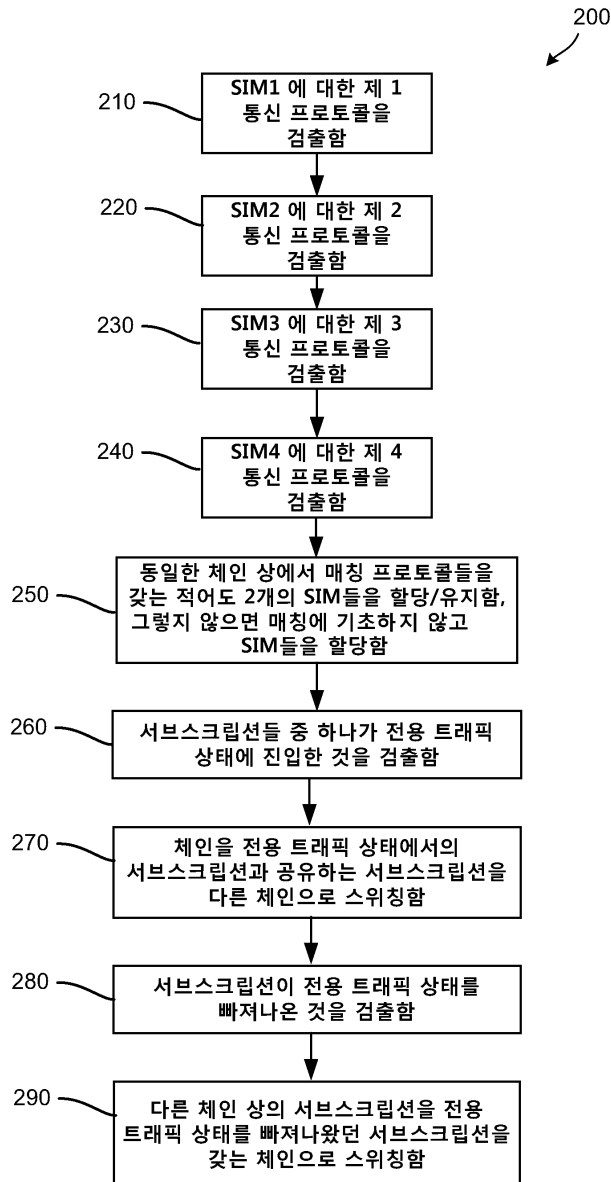 200
210
SIM1 에 대한 제 1
통신 프로토콜을
검출함
220
SIM2 에 대한 제 2
통신 프로토콜을
검출함
230
SIM3 에 대한 제 3
통신 프로토콜을
검출함
240
SIM4 에 대한 제 4
통신 프로토콜을
검출함
250
동일한 체인 상에서 매칭 프로토콜들을
갖는 적어도 2개의 SIM들을 할당/유지함,
그렇지 않으면 매칭에 기초하지 않고
SIM들을 할당함
260
서브스크립션들 중 하나가 전용 트래픽
상태에 진입한 것을 검출함
270
체인을 전용 트래픽 상태에서의
서브스크립션과 공유하는 서브스크립션을
다른 체인으로 스위칭함
280
서브스크립션이 전용 트래픽 상태를
빠져나온 것을 검출함
290
다른 체인 상의 서브스크립션을 전용
트래픽 상태를 빠져나왔던 서브스크립션을
갖는 체인으로 스위칭함